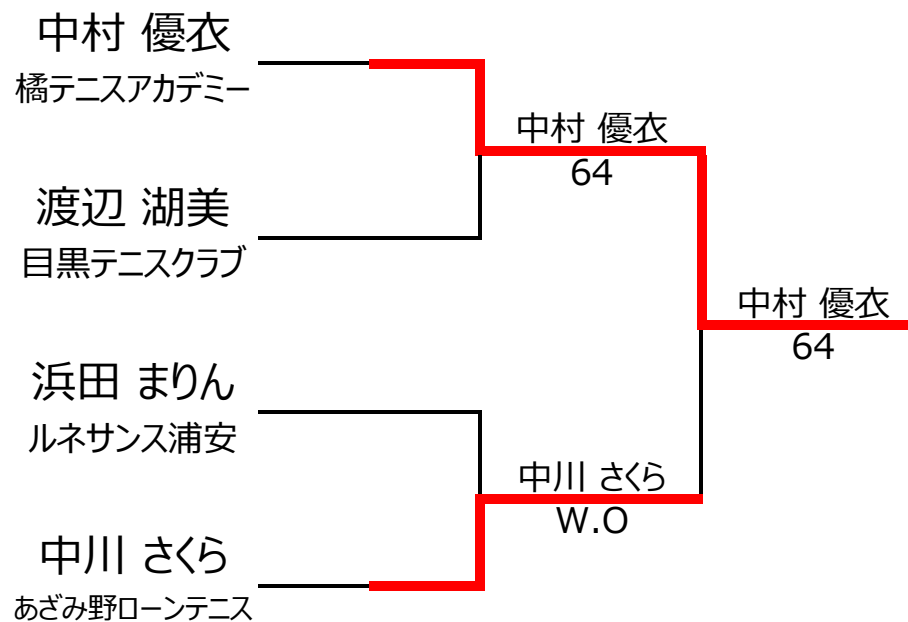 中村 優衣
橘テニスアカデミー
中村 優衣
64
渡辺 湖美
目黒テニスクラブ
中村 優衣
64
浜田 まりん
ルネサンス浦安
中川 さくら
W.O
中川 さくら
あざみ野ローンテニス